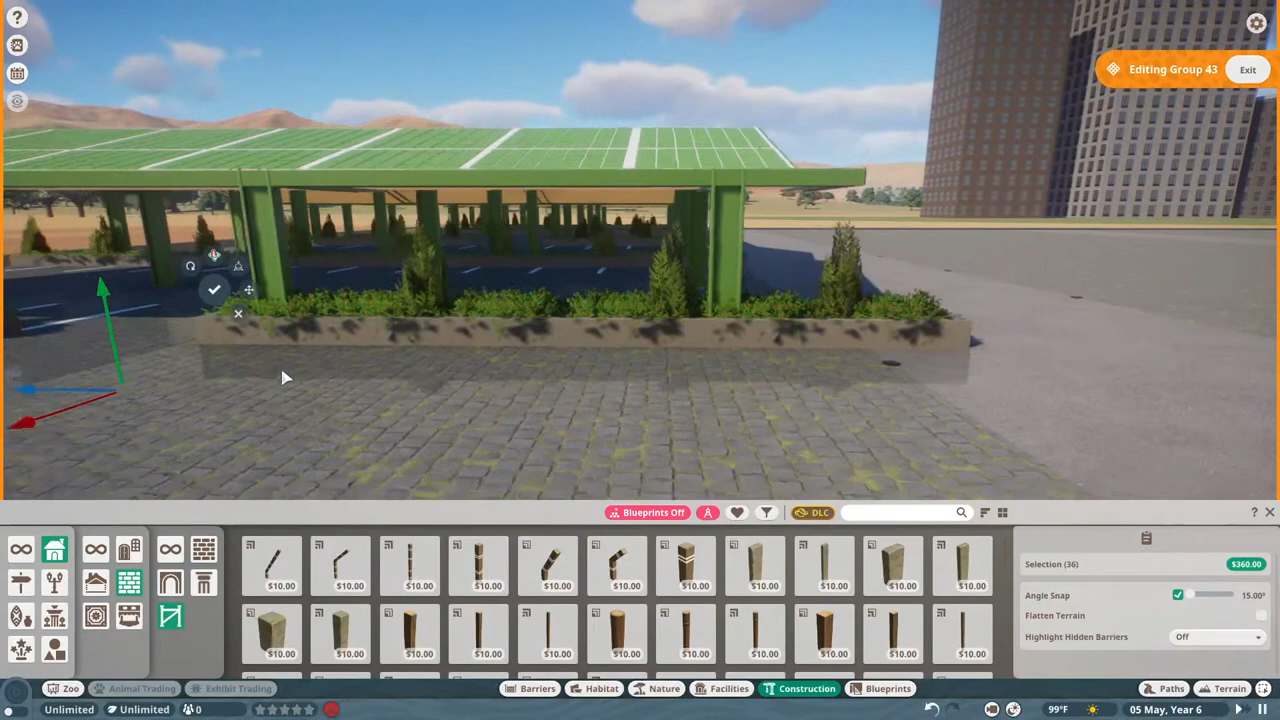 ?
Editing Group 43
Exit
Blueprints Off
DLC
?
$10.00 $10.00 $10.00 $10.00 $10.00 $10.00 $10.00 $10.00 $10.00 $10.00 $10.00
$10.00 $10.00 $10.00 $10.00 $10.00 $10.00 $10.00 $10.00 $10.00 $10.00 $10.00
Selection (36) $360.00
Angle Snap 15.00°
Flatten Terrain
Highlight Hidden Barriers Off
Zoo Animal Trading Exhibit Trading Barriers Habitat Nature Facilities Construction Blueprints Paths Terrain
Unlimited Unlimited 0 99°F 05 May, Year 6